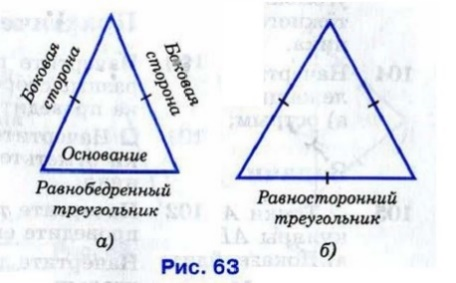 Боковая
сторона
Боковая
сторона
Основание
Равнобедренный
треугольник
а)
Равносторонний
треугольник
б)
Рис. 63